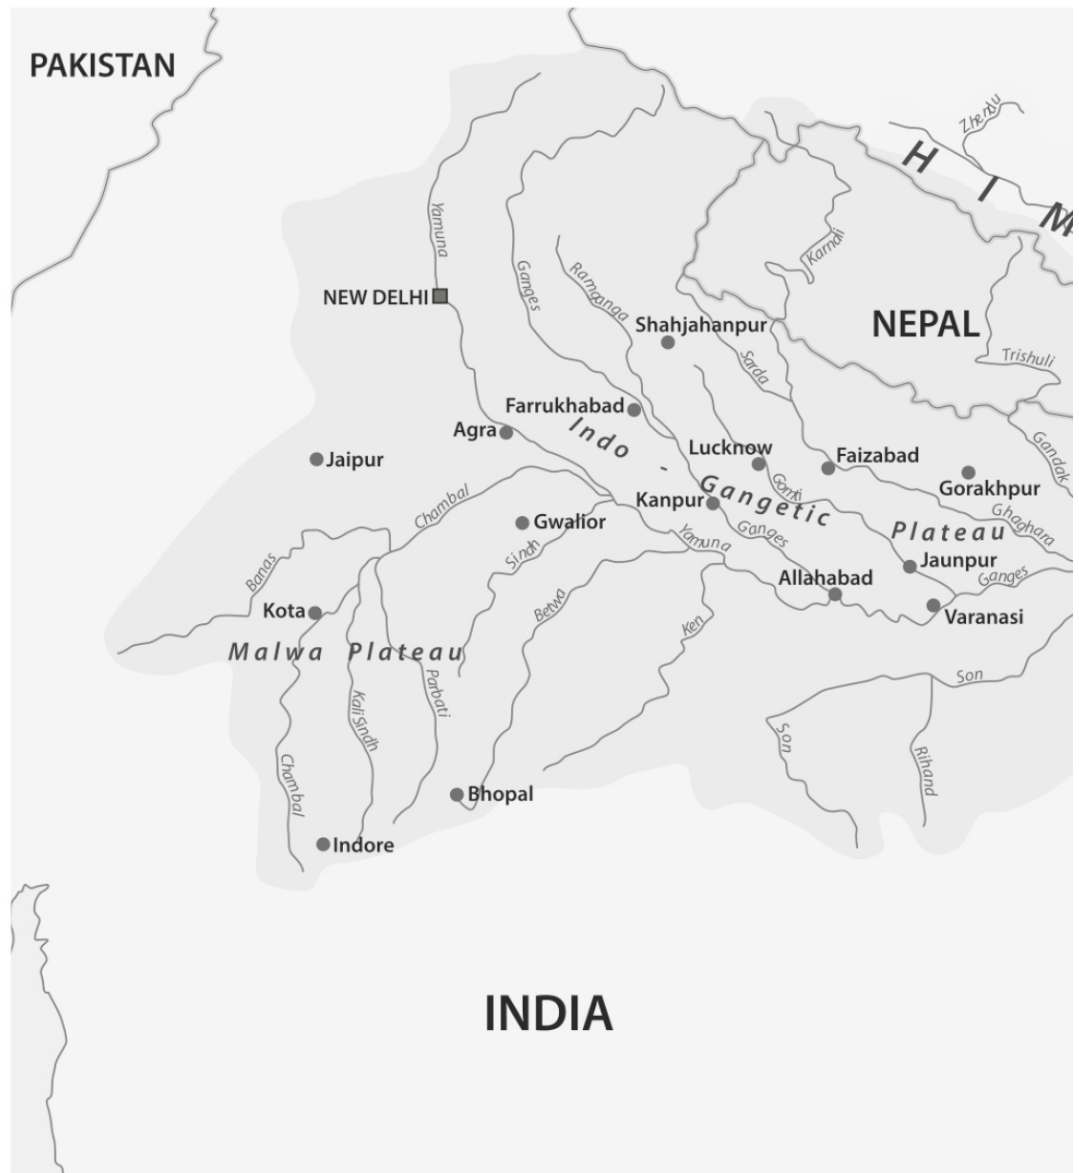 PAKISTAN
Zhendu
H I M
Yamuna
Ganges
Ramganga
Karnali
NEW DELHI
Shahjahanpur
NEPAL
Sarda
Trishuli
Farrukhabad
Agra
Indo - Gangetic Plateau
Jaipur
Lucknow
Faizabad
Gorakhpur
Gandak
Chambal
Kanpur
Gomti
Ghaghara
Gwalior
Sindh
Yamuna
Ganges
Banas
Betwa
Allahabad
Jaunpur
Ganges
Kota
Ken
Varanasi
Malwa Plateau
Parbati
Kali Sindh
Son
Son
Rihand
Chambal
Bhopal
Indore
INDIA